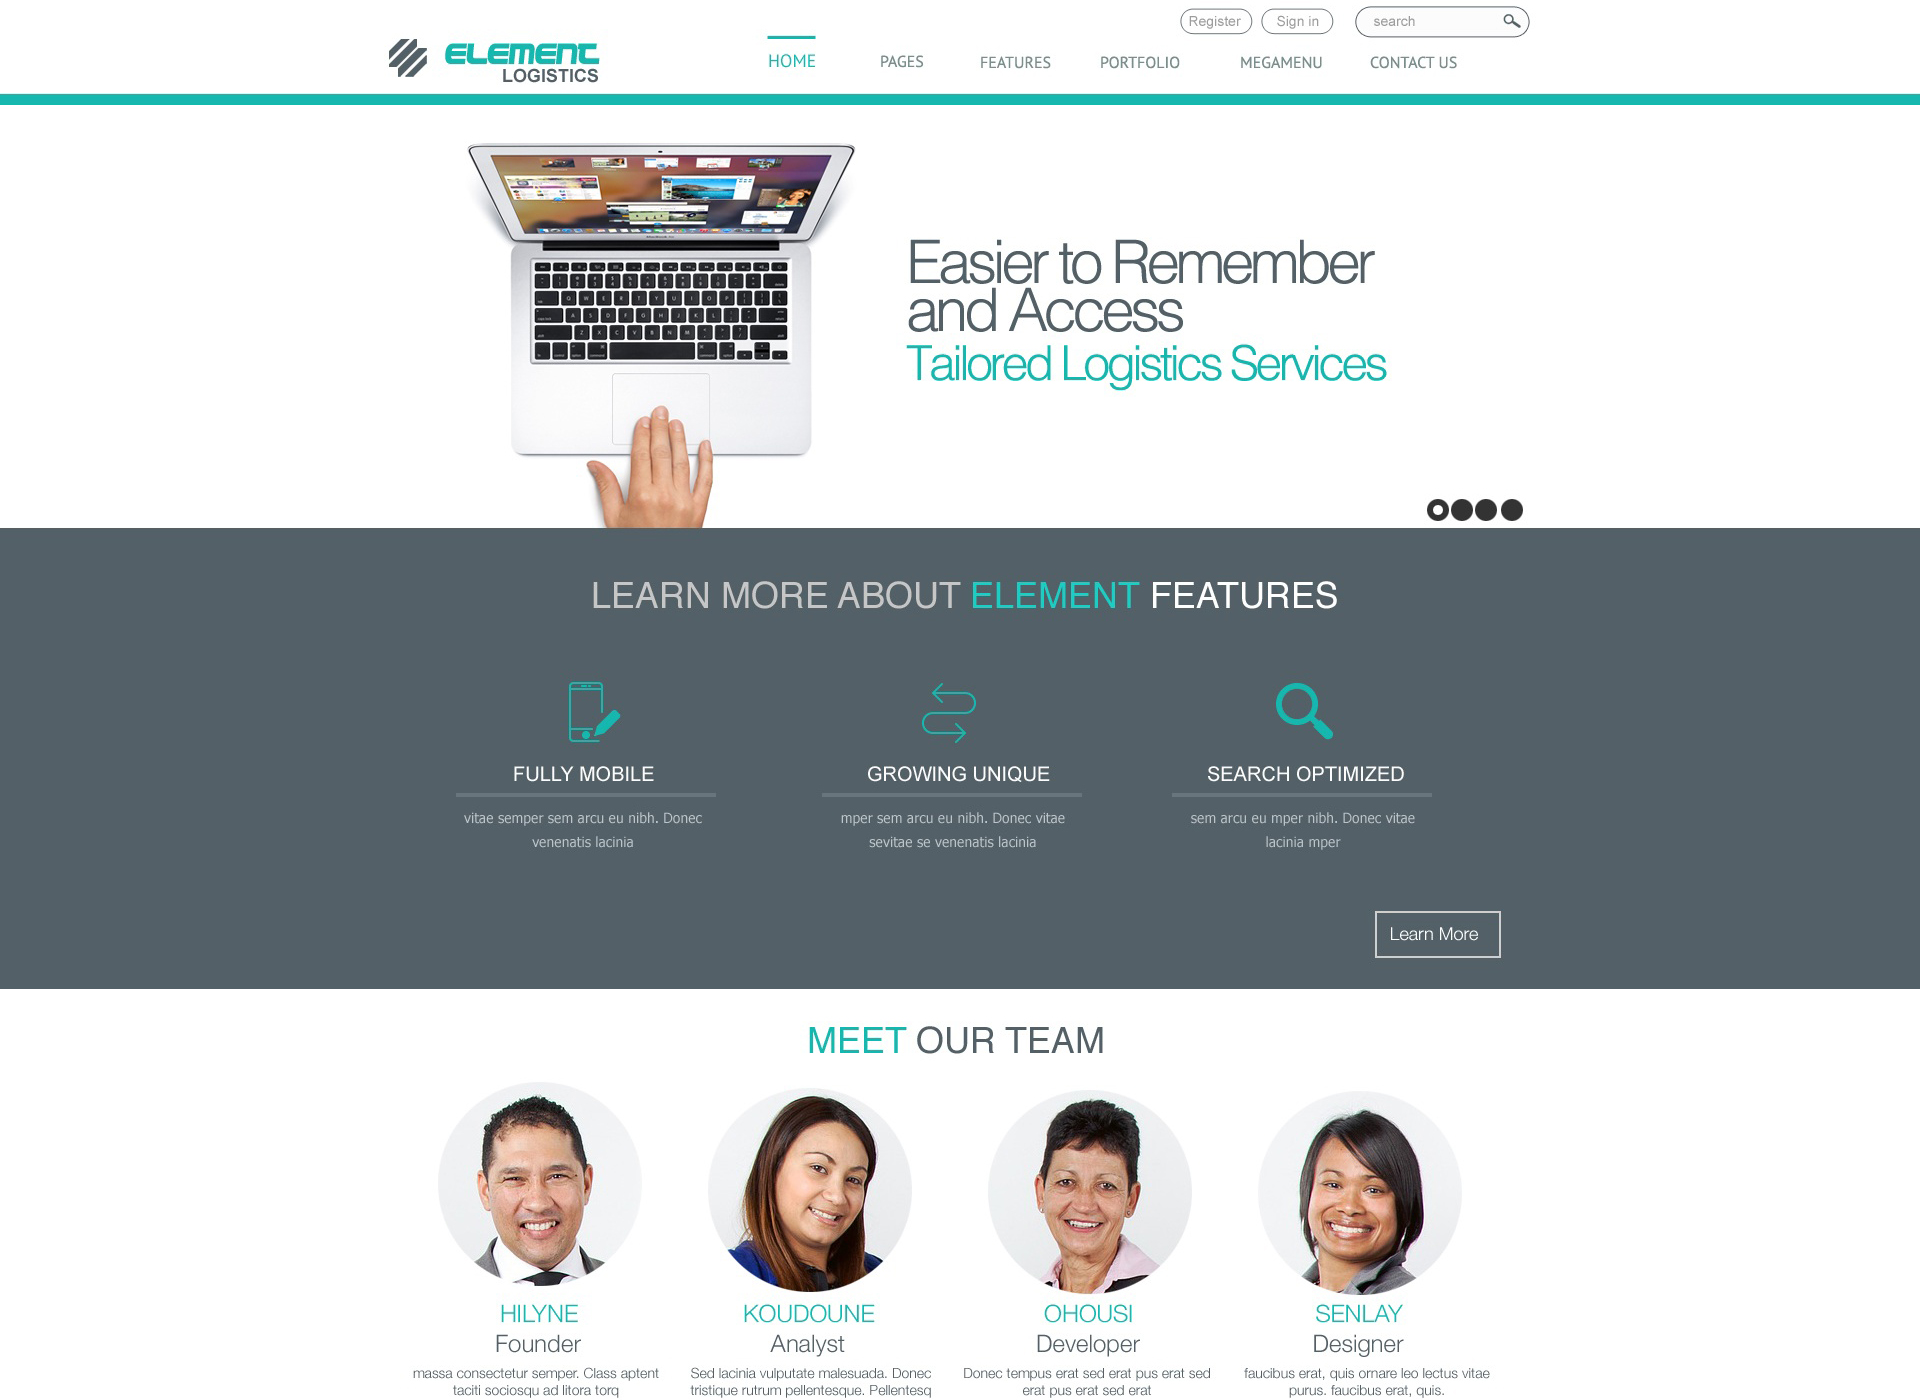 Register
Sign in
search
ELEMENT
LOGISTICS
HOME
PAGES
FEATURES
PORTFOLIO
MEGAMENU
CONTACT US
Easier to Remember
and Access
Tailored Logistics Services
LEARN MORE ABOUT ELEMENT FEATURES
FULLY MOBILE
vitae semper sem arcu eu nibh. Donec
venenatis lacinia
GROWING UNIQUE
mper sem arcu eu nibh. Donec vitae
sevitae se venenatis lacinia
SEARCH OPTIMIZED
sem arcu eu mper nibh. Donec vitae
lacinia mper
Learn More
MEET OUR TEAM
HILYNE
Founder
massa consectetur semper. Class aptent
taciti sociosqu ad litora torq
KOUDOUNE
Analyst
Sed lacinia vulputate malesuada. Donec
tristique rutrum pellentesque. Pellentesq
OHOUSI
Developer
Donec tempus erat sed erat pus erat sed
erat pus erat sed erat
SENLAY
Designer
faucibus erat, quis ornare leo lectus vitae
purus. faucibus erat, quis.